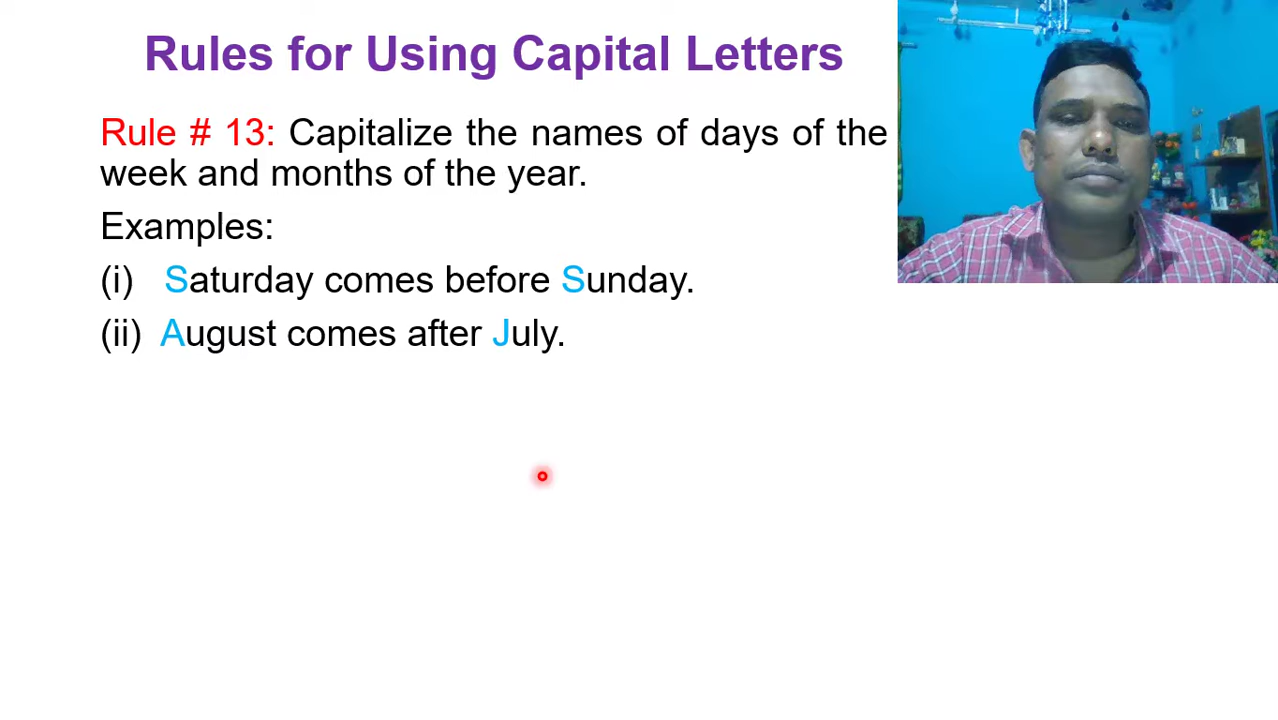 Rules for Using Capital Letters
Rule # 13: Capitalize the names of days of the
week and months of the year.
Examples:
(i) Saturday comes before Sunday.
(ii) August comes after July.